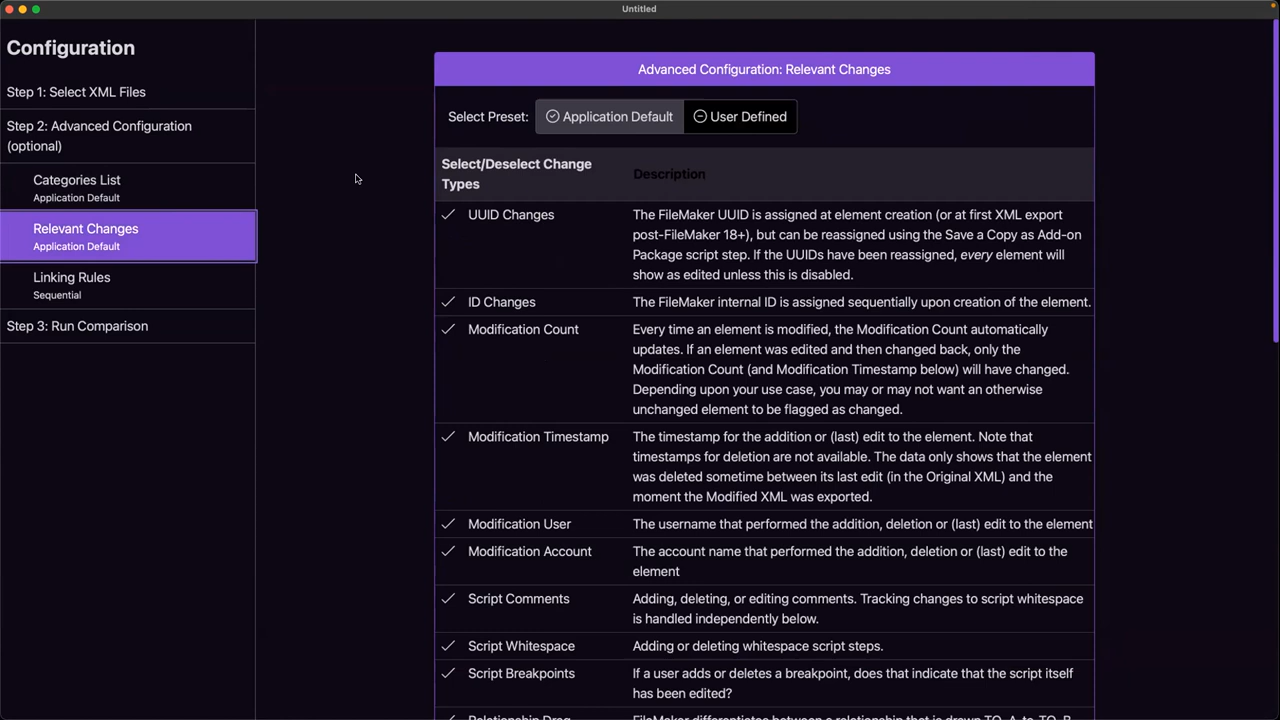 Untitled
Configuration
Step 1: Select XML Files
Step 2: Advanced Configuration
(optional)
Categories List
Application Default
Relevant Changes
Application Default
Linking Rules
Sequential
Step 3: Run Comparison
Advanced Configuration: Relevant Changes
Select Preset: Application Default User Defined
Select/Deselect Change
Types
Description
UUID Changes
The FileMaker UUID is assigned at element creation (or at first XML export
post-FileMaker 18+), but can be reassigned using the Save a Copy as Add-on
Package script step. If the UUIDs have been reassigned, every element will
show as edited unless this is disabled.
ID Changes
The FileMaker internal ID is assigned sequentially upon creation of the element.
Modification Count
Every time an element is modified, the Modification Count automatically
updates. If an element was edited and then changed back, only the
Modification Count (and Modification Timestamp below) will have changed.
Depending upon your use case, you may or may not want an otherwise
unchanged element to be flagged as changed.
Modification Timestamp
The timestamp for the addition or (last) edit to the element. Note that
timestamps for deletion are not available. The data only shows that the element
was deleted sometime between its last edit (in the Original XML) and the
moment the Modified XML was exported.
Modification User
The username that performed the addition, deletion or (last) edit to the element
Modification Account
The account name that performed the addition, deletion or (last) edit to the
element
Script Comments
Adding, deleting, or editing comments. Tracking changes to script whitespace
is handled independently below.
Script Whitespace
Adding or deleting whitespace script steps.
Script Breakpoints
If a user adds or deletes a breakpoint, does that indicate that the script itself
has been edited?
Relationship Drag
FileMaker differentiates between a relationship that is drawn TO_A to TO_B